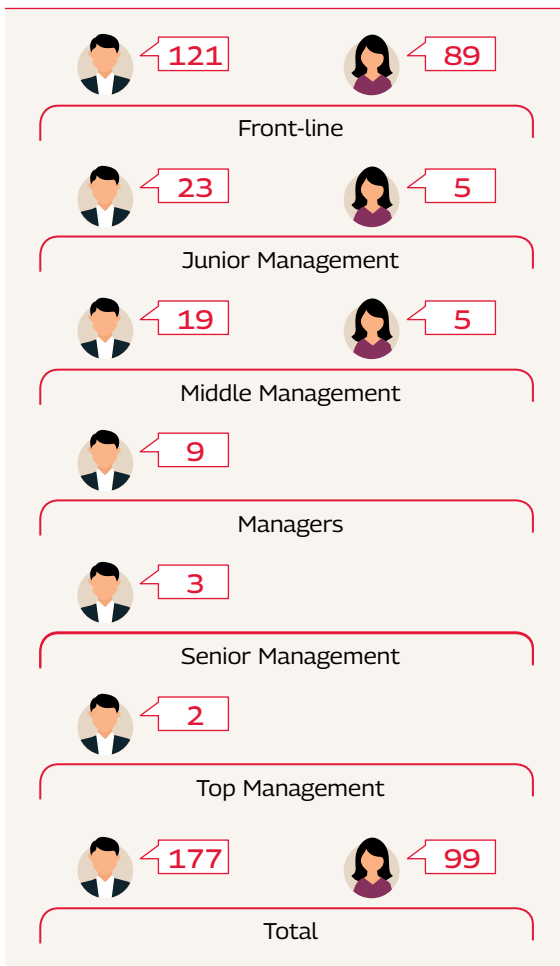 121 89
Front-line
23 5
Junior Management
19 5
Middle Management
9
Managers
3
Senior Management
2
Top Management
177 99
Total